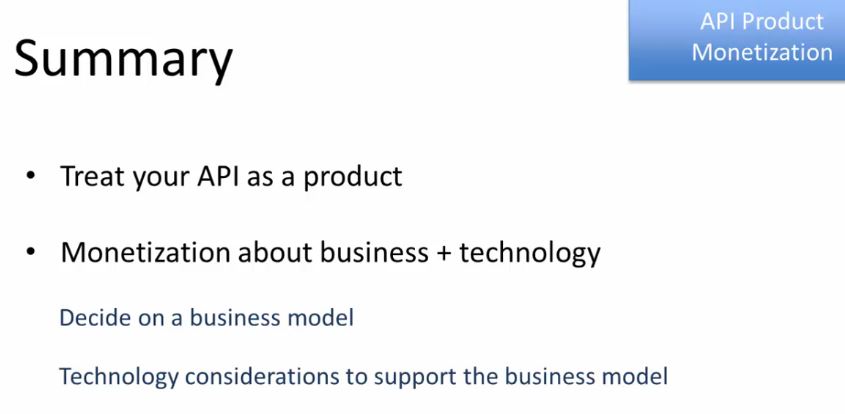 API Product
Monetization
Summary
• Treat your API as a product
• Monetization about business + technology
Decide on a business model
Technology considerations to support the business model